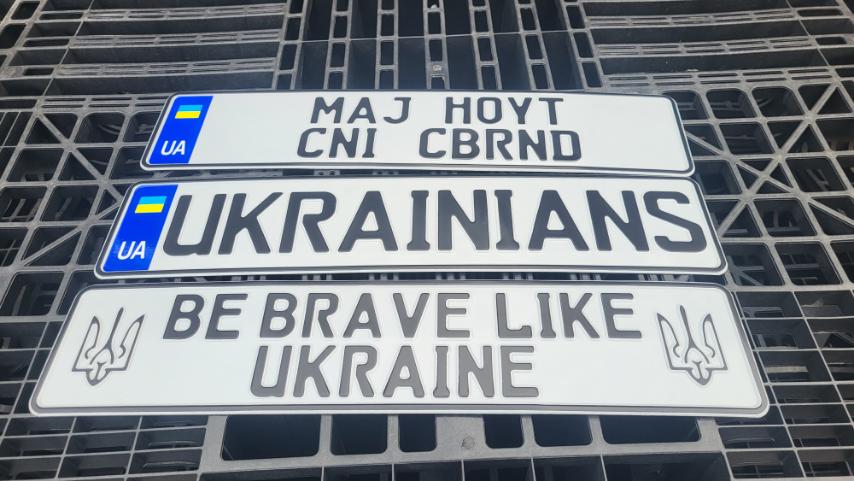 MAJ HOYT
CNI CBRND
UA
UKRAINIANS
UA
BE BRAVE LIKE
UKRAINE